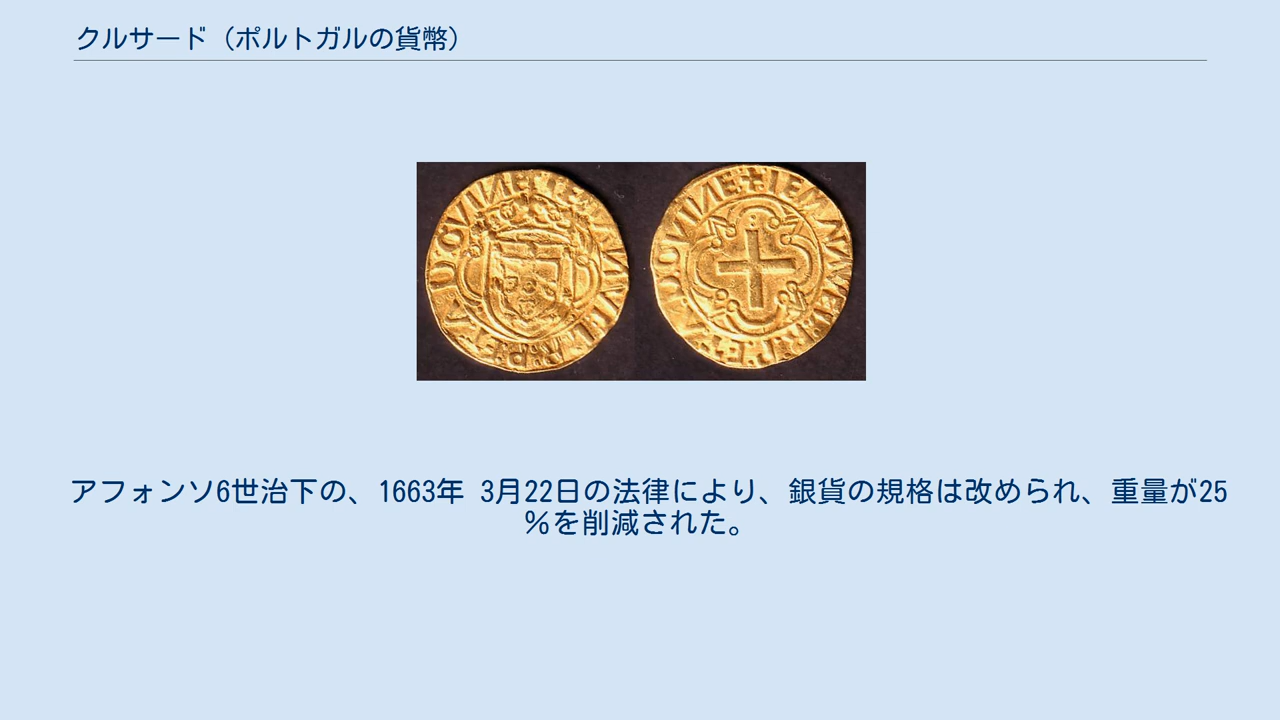 クルサード（ポルトガルの貨幣）
アフォンソ6世治下の、1663年 3月22日の法律により、銀貨の規格は改められ、重量が25
％を削減された。